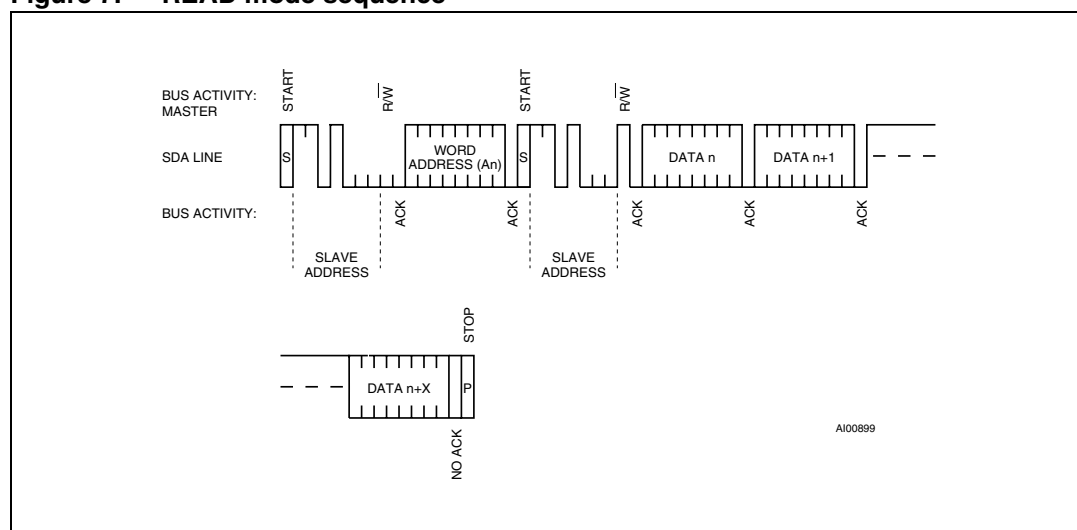 Figure 7. READ mode sequence
BUS ACTIVITY:
MASTER
START
R/W
START
R/W
SDA LINE
S
WORD
ADDRESS (An)
S
DATA n
DATA n+1
BUS ACTIVITY:
ACK
ACK
ACK
ACK
ACK
SLAVE
ADDRESS
SLAVE
ADDRESS
STOP
DATA n+X
P
NO ACK
AI00899